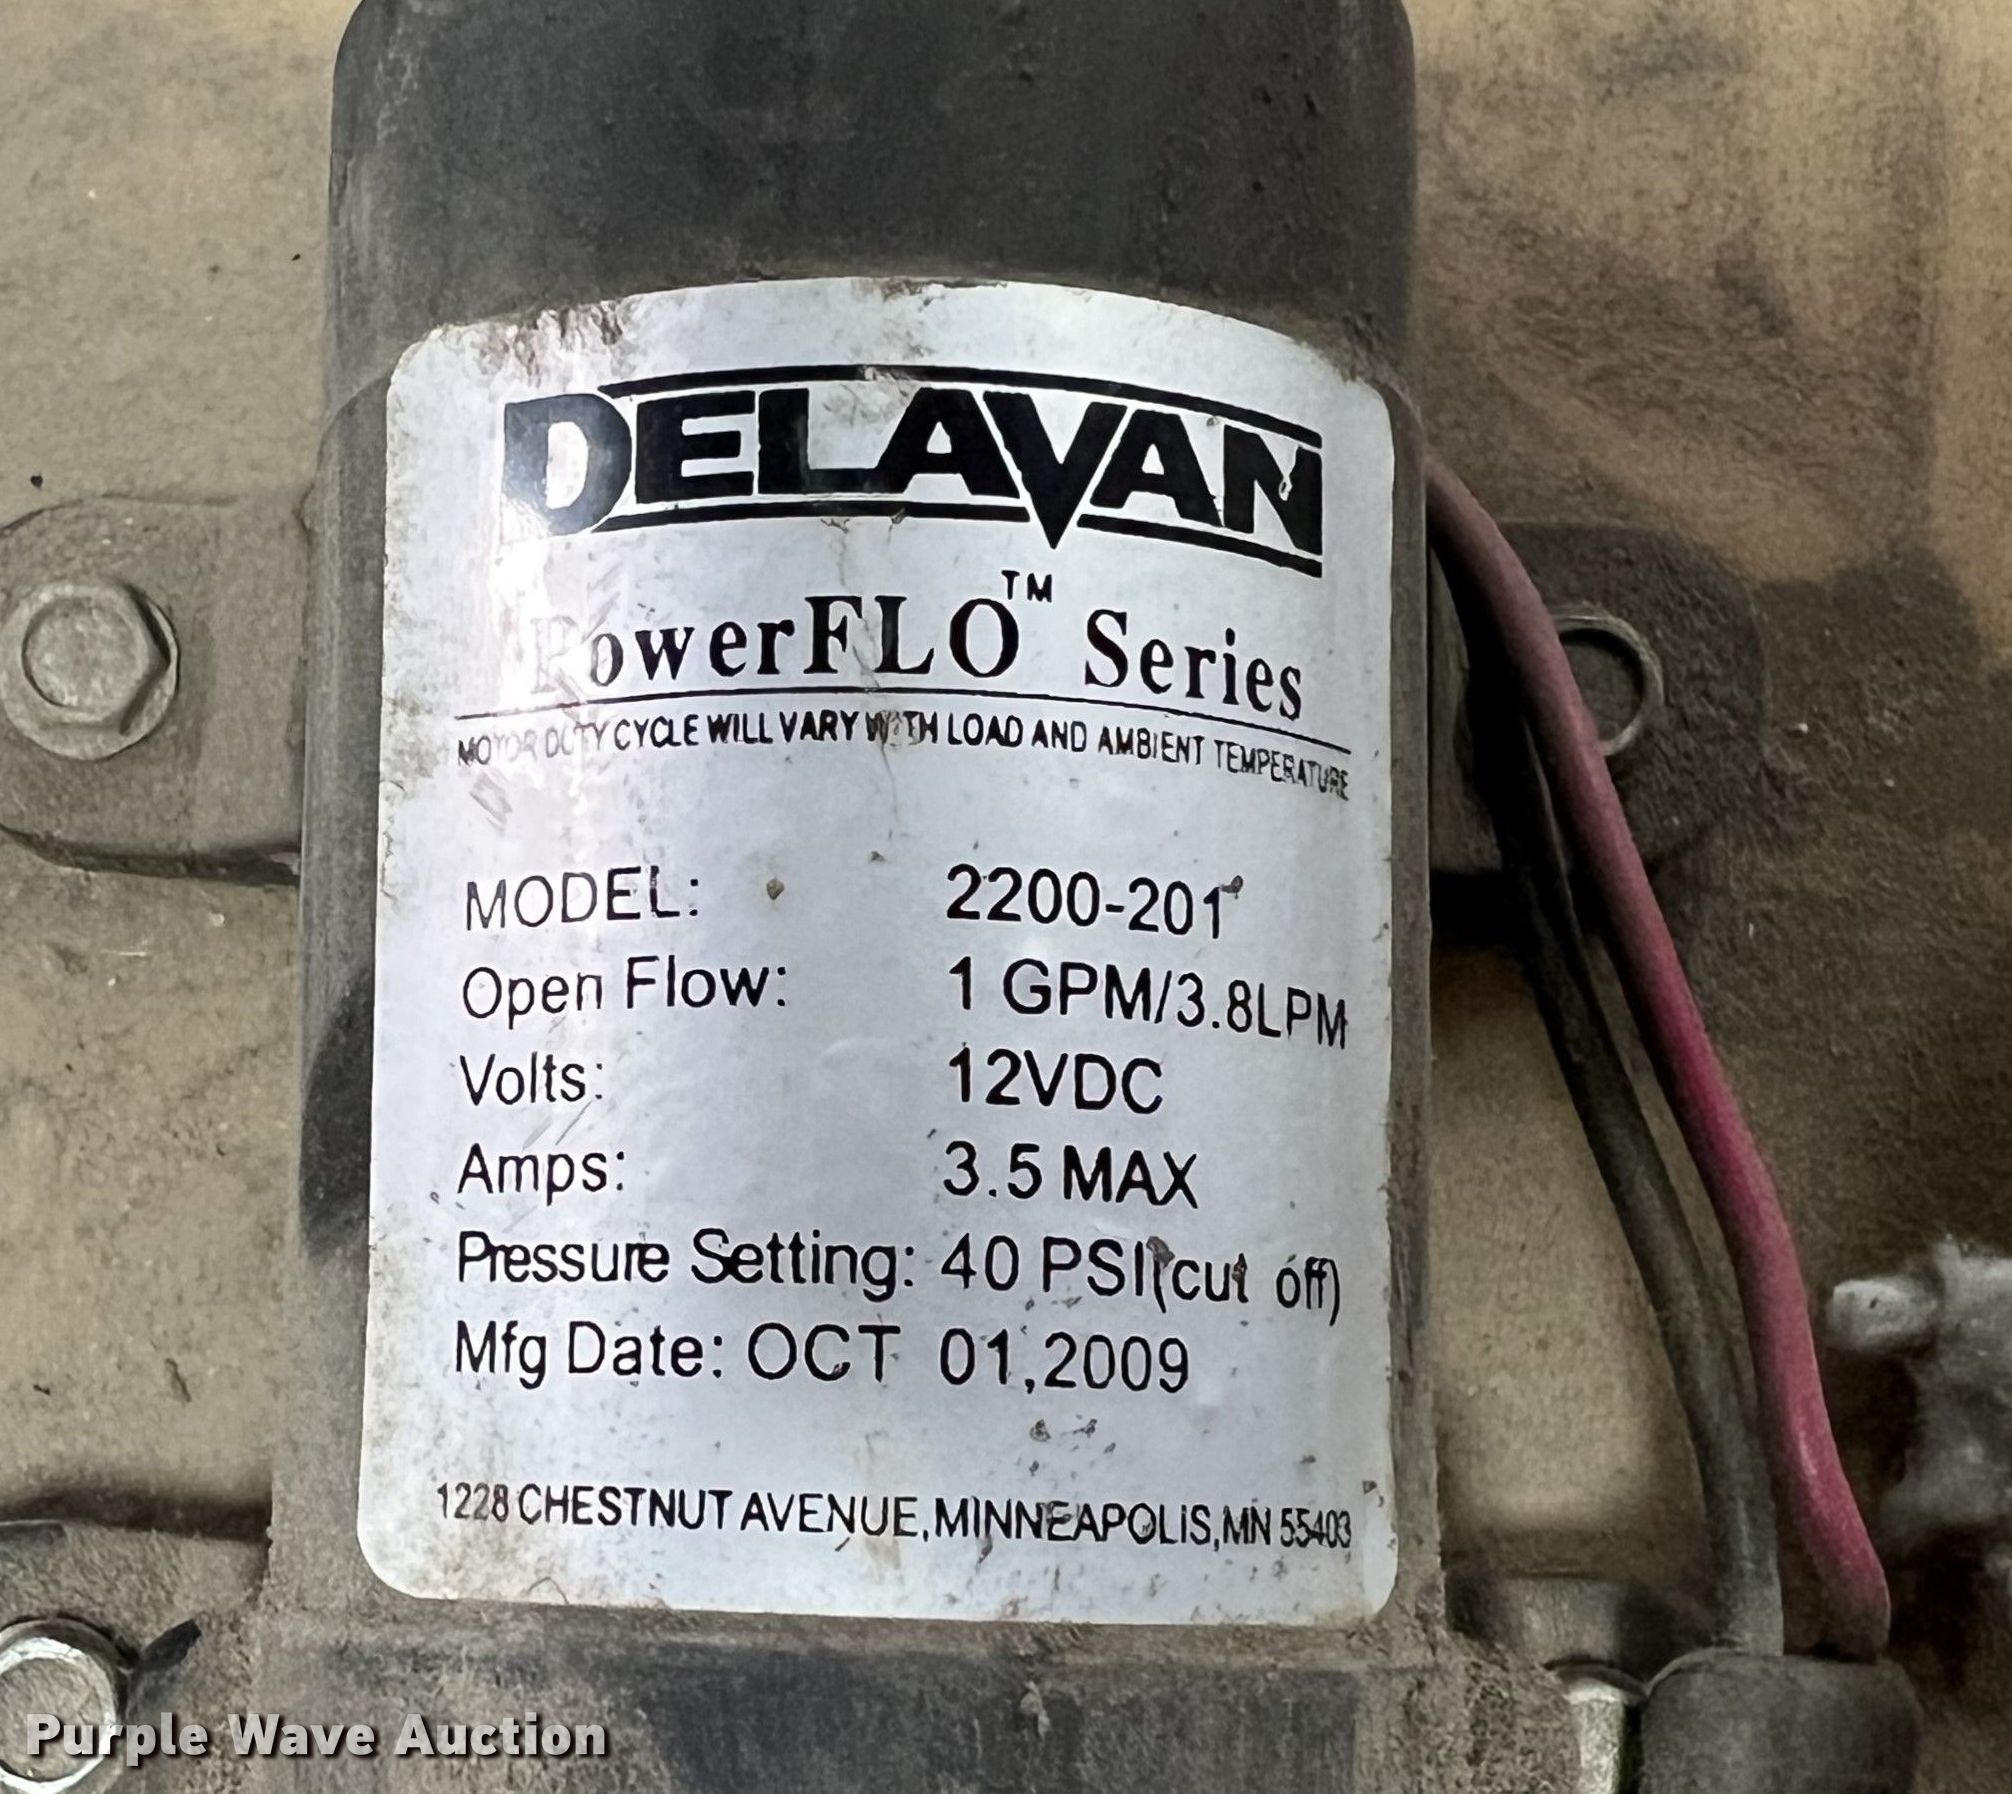 DELAVAN
PowerFLO™ Series
MOTOR DUTY CYCLE WILL VARY WITH LOAD AND AMBIENT TEMPERATURE
MODEL: 2200-201
Open Flow: 1 GPM/3.8LPM
Volts: 12VDC
Amps: 3.5 MAX
Pressure Setting: 40 PSI(cut off)
Mfg Date: OCT 01,2009
1228 CHESTNUT AVENUE,MINNEAPOLIS,MN 55403
Purple Wave Auction